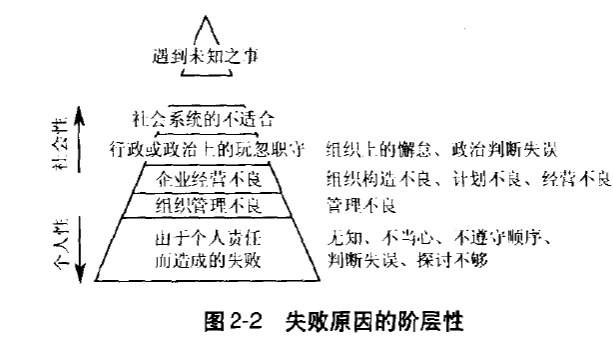 遇到未知之事
社会系统的不适合
行政或政治上的玩忽职守 组织上的懈怠、政治判断失误
企业经营不良 组织构造不良、计划不良、经营不良
组织管理不良 管理不良
由于个人责任 无知、不当心、不遵守顺序、
而造成的失败 判断失误、探讨不够
社会性
个人性
图2-2 失败原因的阶层性